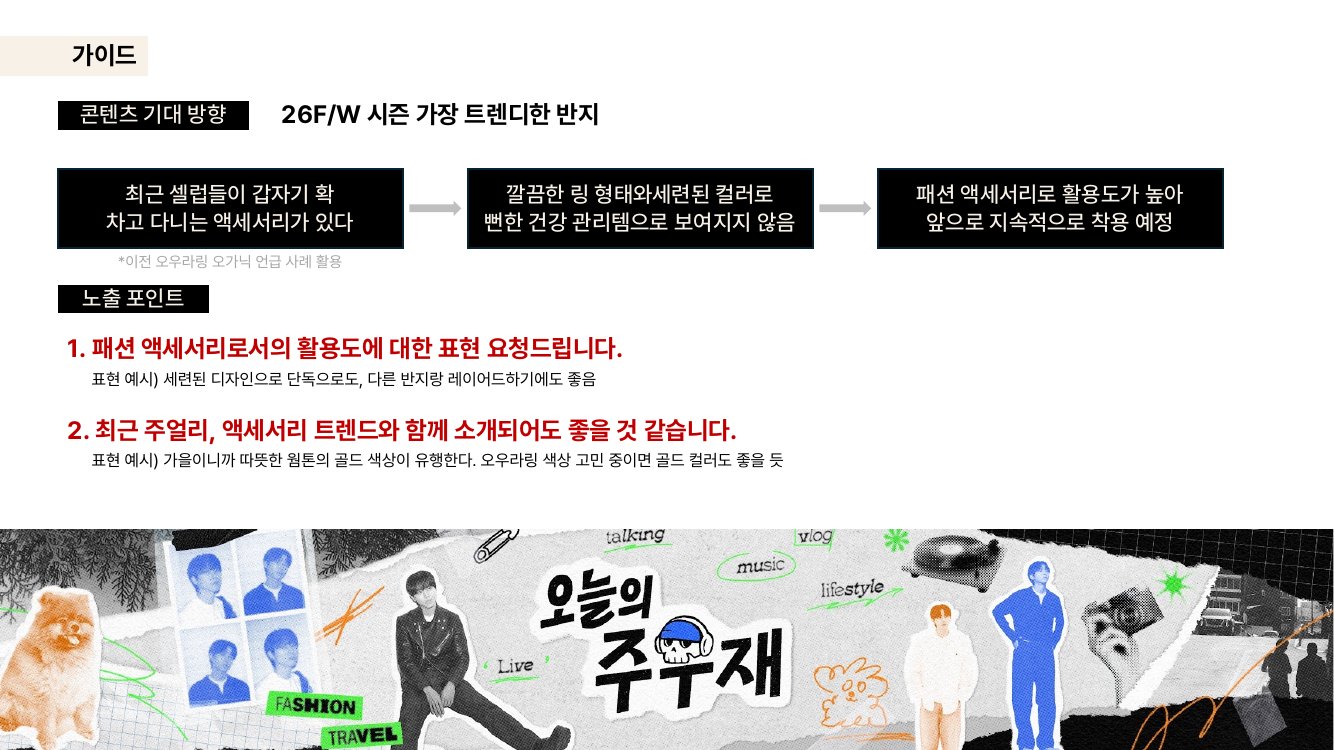 가이드
콘텐츠 기대 방향
26F/W 시즌 가장 트렌디한 반지
최근 셀럽들이 갑자기 확
차고 다니는 액세서리가 있다
깔끔한 링 형태와세련된 컬러로
뻔한 건강 관리템으로 보여지지 않음
패션 액세서리로 활용도가 높아
앞으로 지속적으로 착용 예정
*이전 오우라링 오가닉 언급 사례 활용
노출 포인트
1. 패션 액세서리로서의 활용도에 대한 표현 요청드립니다.
표현 예시) 세련된 디자인으로 단독으로도, 다른 반지랑 레이어드하기에도 좋음
2. 최근 주얼리, 액세서리 트렌드와 함께 소개되어도 좋을 것 같습니다.
표현 예시) 가을이니까 따뜻한 웜톤의 골드 색상이 유행한다. 오우라링 색상 고민 중이면 골드 컬러도 좋을 듯
talking
vlog
music
lifestyle
오늘의
주우재
Live
FASHION
TRAVEL